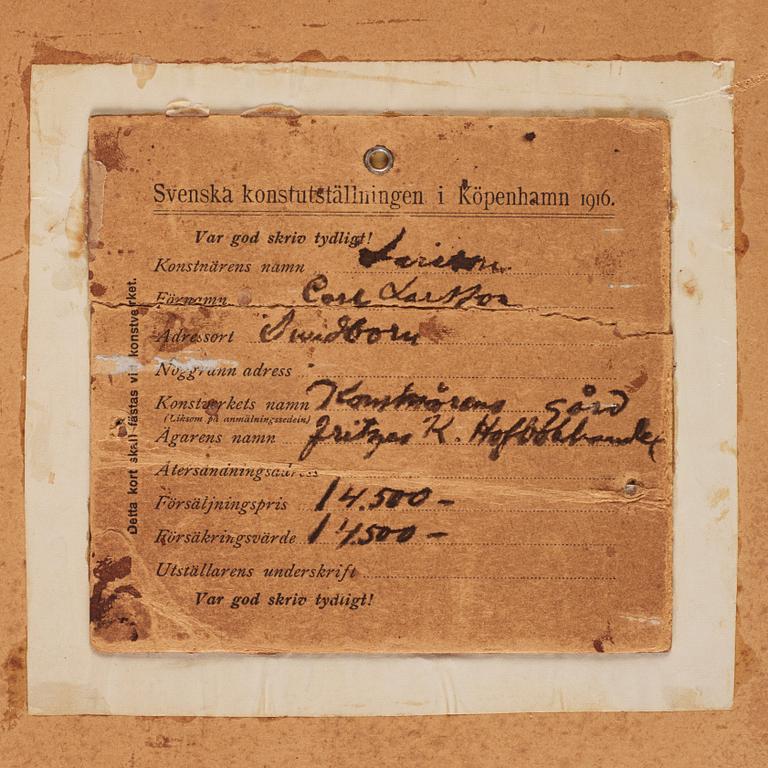 Svenska konstutställningen i Köpenhamn 1916.
Var god skriv tydligt!
Konstnärens namn Larsson
Förnamn Carl Larsson
Adressort Sundborn
Noggrann adress
Konstverkets namn Konstnärens gård
(Liksom på anmälningssedeln)
Ägarens namn Fritzes K. Hofbokhandel
Återsändningsadress
Försäljningspris 14.500 –
Försäkringsvärde 14.500 –
Utställarens underskrift
Var god skriv tydligt!
Detta kort skall fästas vid konstverket.